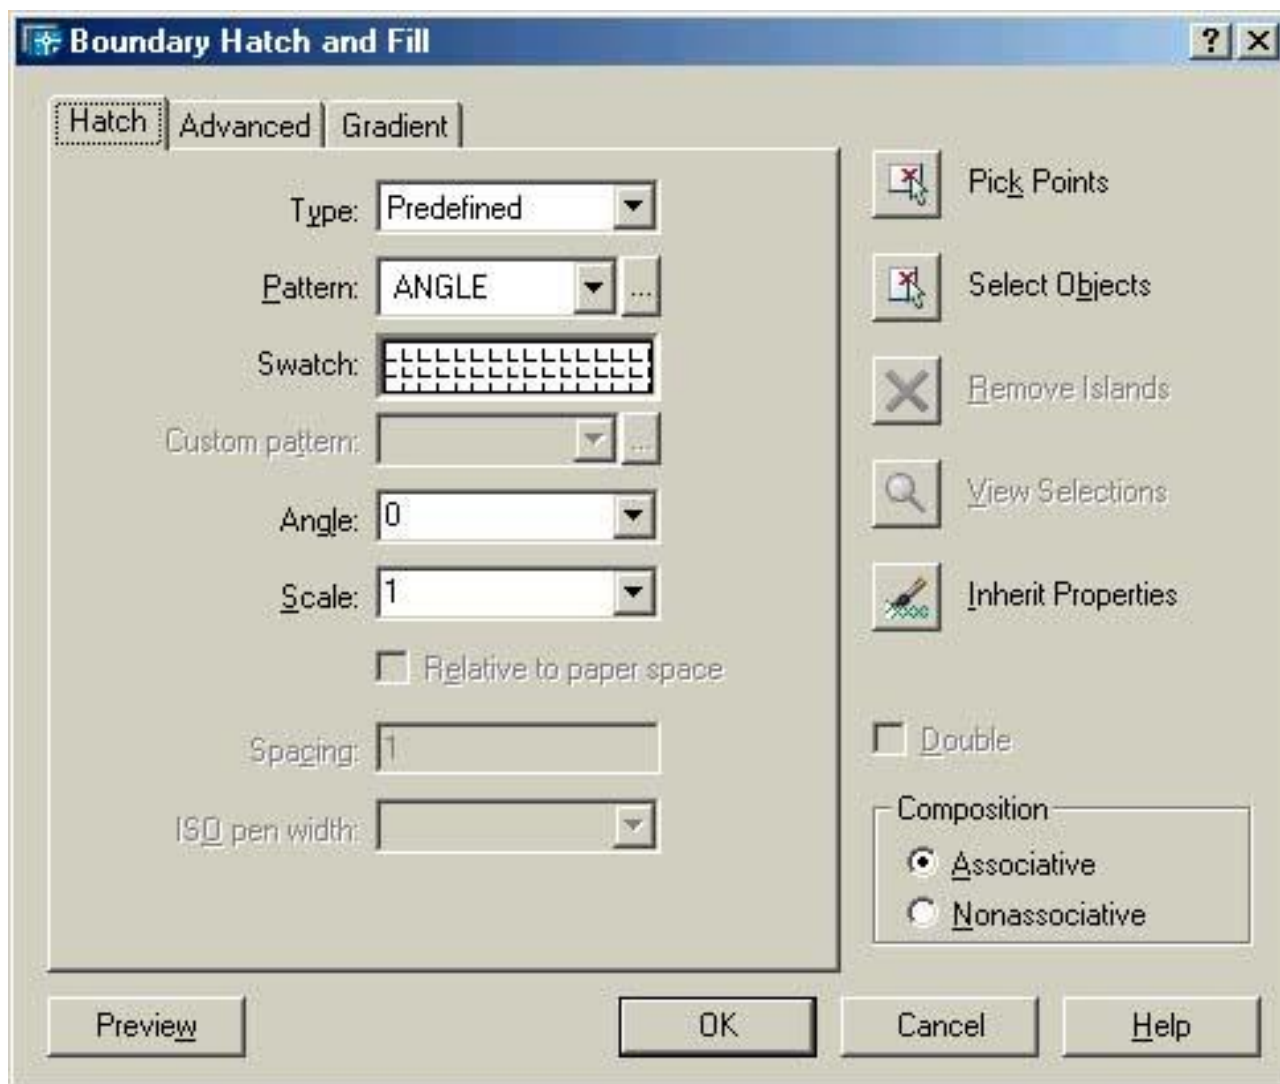 Boundary Hatch and Fill
Hatch
Advanced
Gradient
Type: Predefined
Pattern: ANGLE ...
Swatch:
Custom pattern: ...
Angle: 0
Scale: 1
Relative to paper space
Spacing: 1
ISO pen width:
Pick Points
Select Objects
Remove Islands
View Selections
Inherit Properties
Double
Composition
Associative
Nonassociative
Preview
OK
Cancel
Help